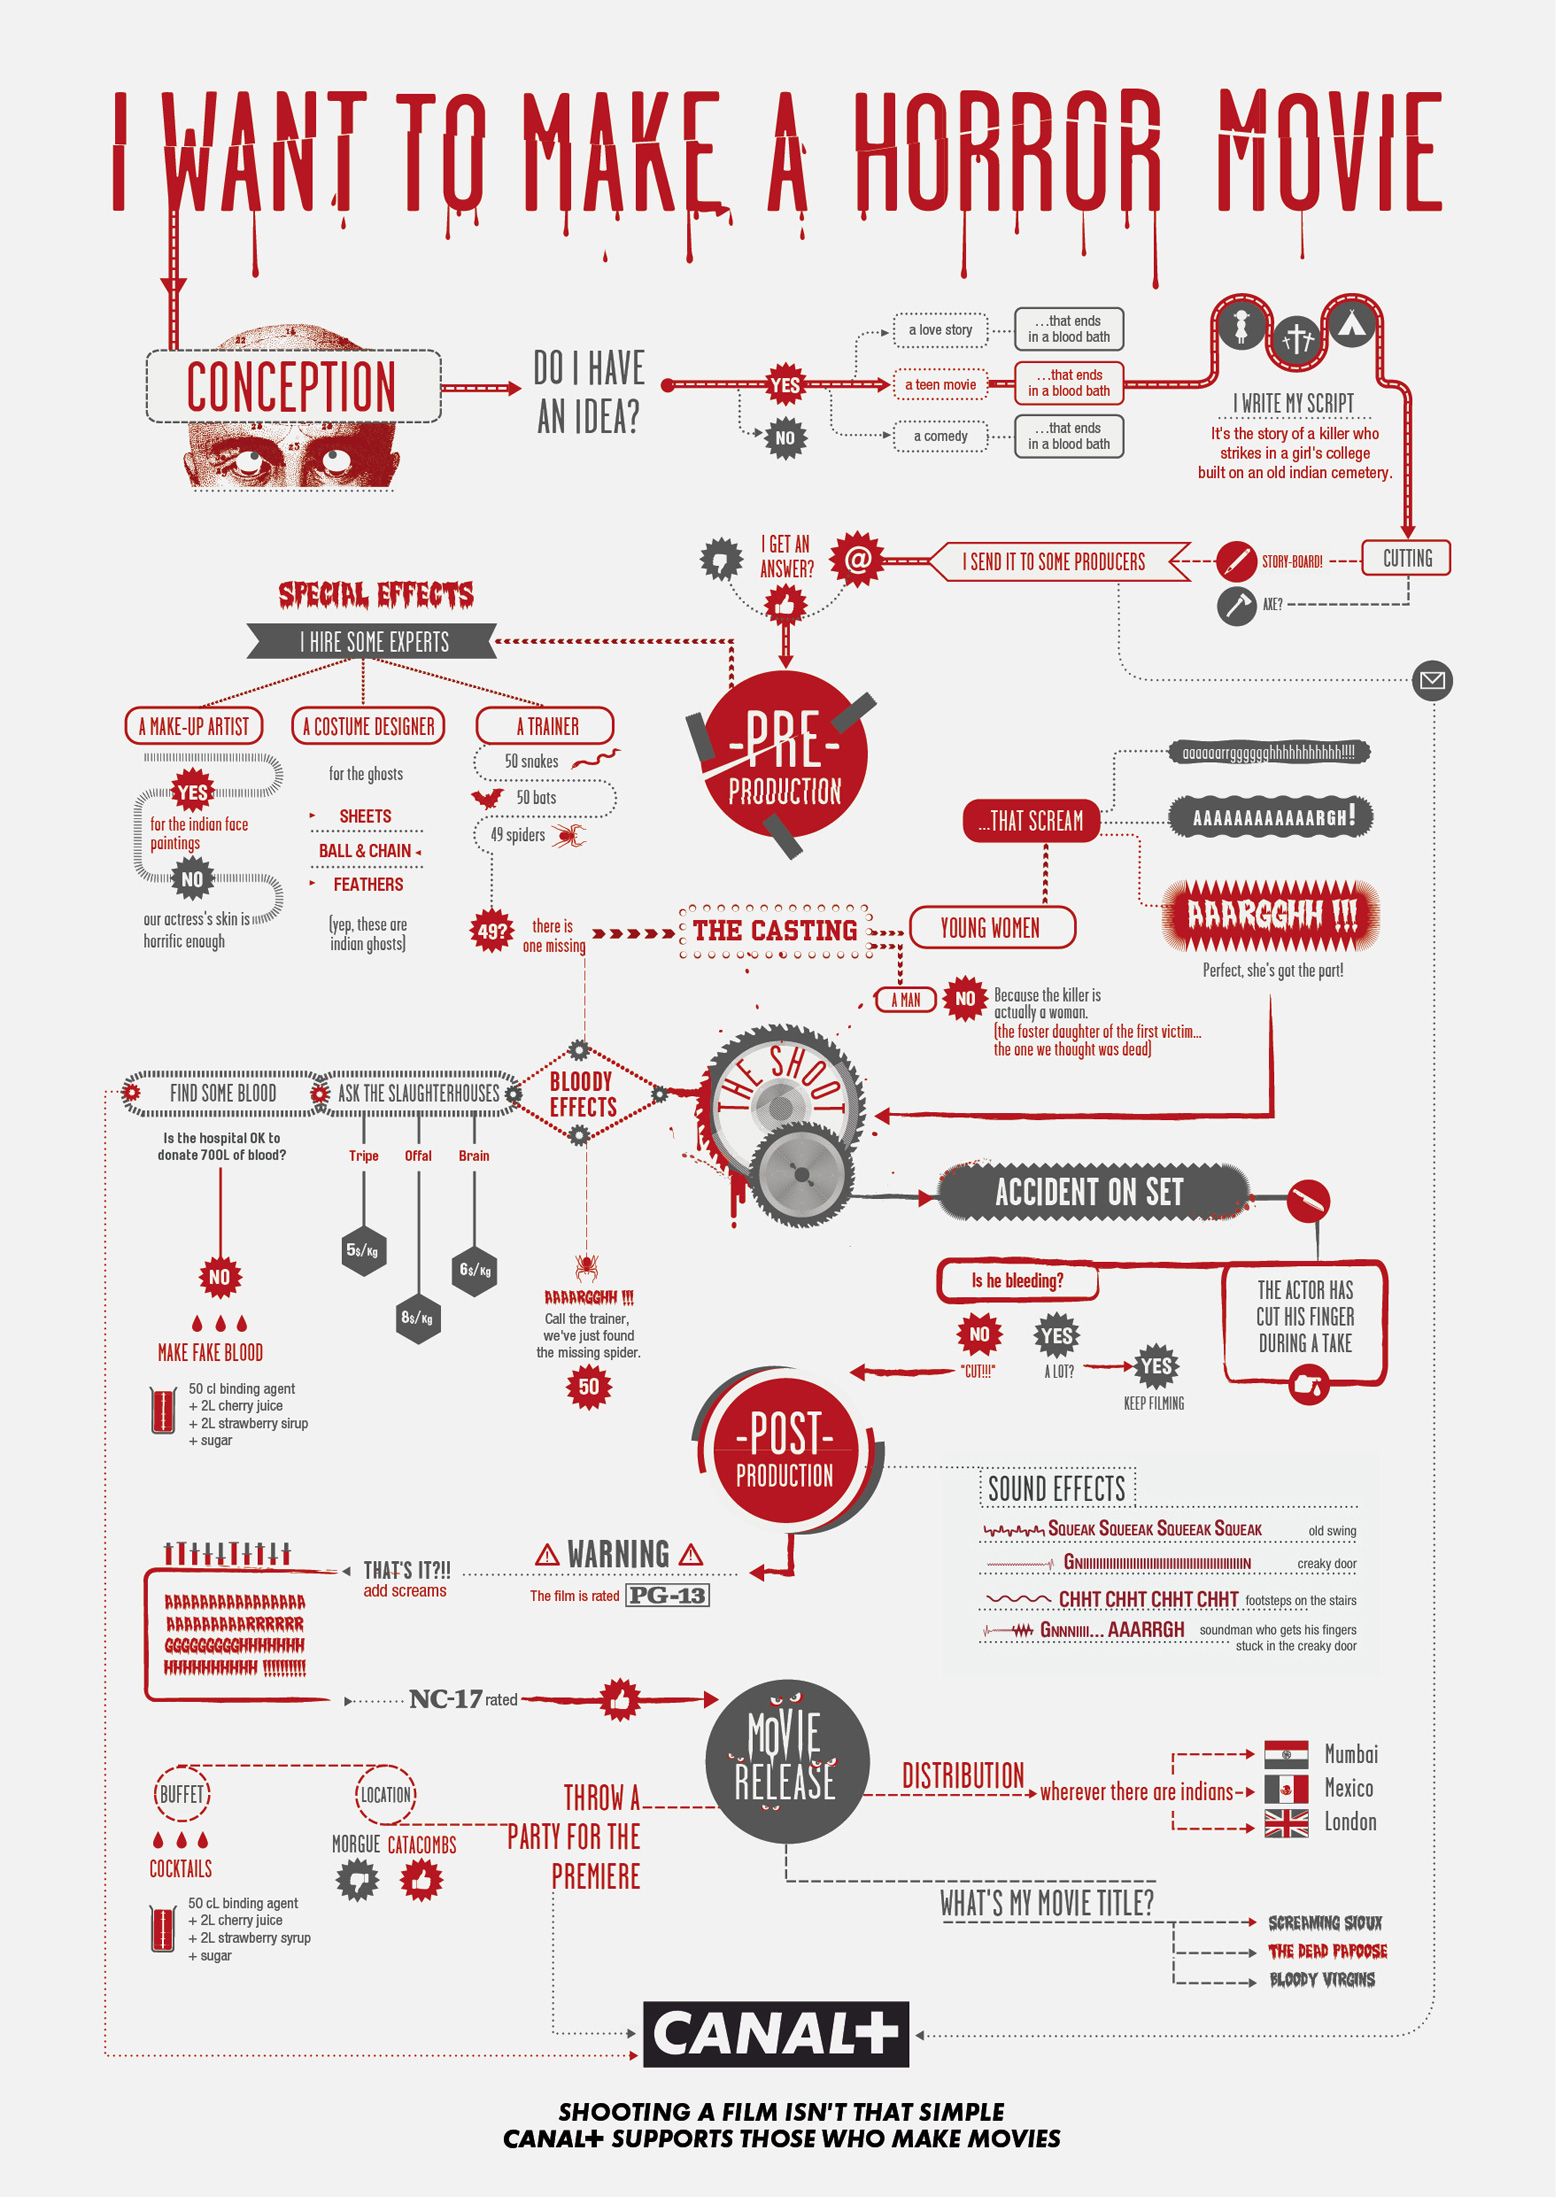 I WANT TO MAKE A HORROR MOVIE
CONCEPTION
DO I HAVE
AN IDEA?
YES
NO
a love story
...that ends
in a blood bath
a teen movie
...that ends
in a blood bath
a comedy
...that ends
in a blood bath
I WRITE MY SCRIPT
It's the story of a killer who
strikes in a girl's college
built on an old indian cemetery.
CUTTING
STORY-BOARD!
AXE?
I SEND IT TO SOME PRODUCERS
@
I GET AN
ANSWER?
-PRE-
PRODUCTION
SPECIAL EFFECTS
I HIRE SOME EXPERTS
A MAKE-UP ARTIST
YES
for the indian face
paintings
NO
our actress's skin is
horrific enough
A COSTUME DESIGNER
for the ghosts
SHEETS
BALL & CHAIN
FEATHERS
(yep, these are
indian ghosts)
A TRAINER
50 snakes
50 bats
49 spiders
49?
there is
one missing
THE CASTING
YOUNG WOMEN
...THAT SCREAM
aaaaaarrggggghhhhhhhhhhh!!!!
AAAAAAAAAAAARGH!
AAARGGHH !!!
Perfect, she's got the part!
A MAN
NO
Because the killer is
actually a woman.
(the foster daughter of the first victim...
the one we thought was dead)
THE SHOOT
BLOODY
EFFECTS
ASK THE SLAUGHTERHOUSES
Tripe
Offal
Brain
5$/Kg
8$/Kg
6$/Kg
FIND SOME BLOOD
Is the hospital OK to
donate 700L of blood?
NO
MAKE FAKE BLOOD
50 cl binding agent
+ 2L cherry juice
+ 2L strawberry sirup
+ sugar
AAAARGGHH !!!
Call the trainer,
we've just found
the missing spider.
50
ACCIDENT ON SET
THE ACTOR HAS
CUT HIS FINGER
DURING A TAKE
Is he bleeding?
NO
"CUT!!!"
YES
A LOT?
YES
KEEP FILMING
-POST-
PRODUCTION
SOUND EFFECTS
SQUEAK SQUEEAK SQUEEAK SQUEAK
old swing
creaky door
CHHT CHHT CHHT CHHT
footsteps on the stairs
GNNNIIII... AAARRGH
soundman who gets his fingers
stuck in the creaky door
WARNING
The film is rated PG-13
THAT'S IT?!!
add screams
NC-17 rated
MOVIE
RELEASE
DISTRIBUTION
wherever there are indians
Mumbai
Mexico
London
THROW A
PARTY FOR THE
PREMIERE
LOCATION
MORGUE
CATACOMBS
BUFFET
COCKTAILS
50 cL binding agent
+ 2L cherry juice
+ 2L strawberry syrup
+ sugar
WHAT'S MY MOVIE TITLE?
SCREAMING SIOUX
THE DEAD PAPOOSE
BLOODY VIRGINS
CANAL+
SHOOTING A FILM ISN'T THAT SIMPLE
CANAL+ SUPPORTS THOSE WHO MAKE MOVIES